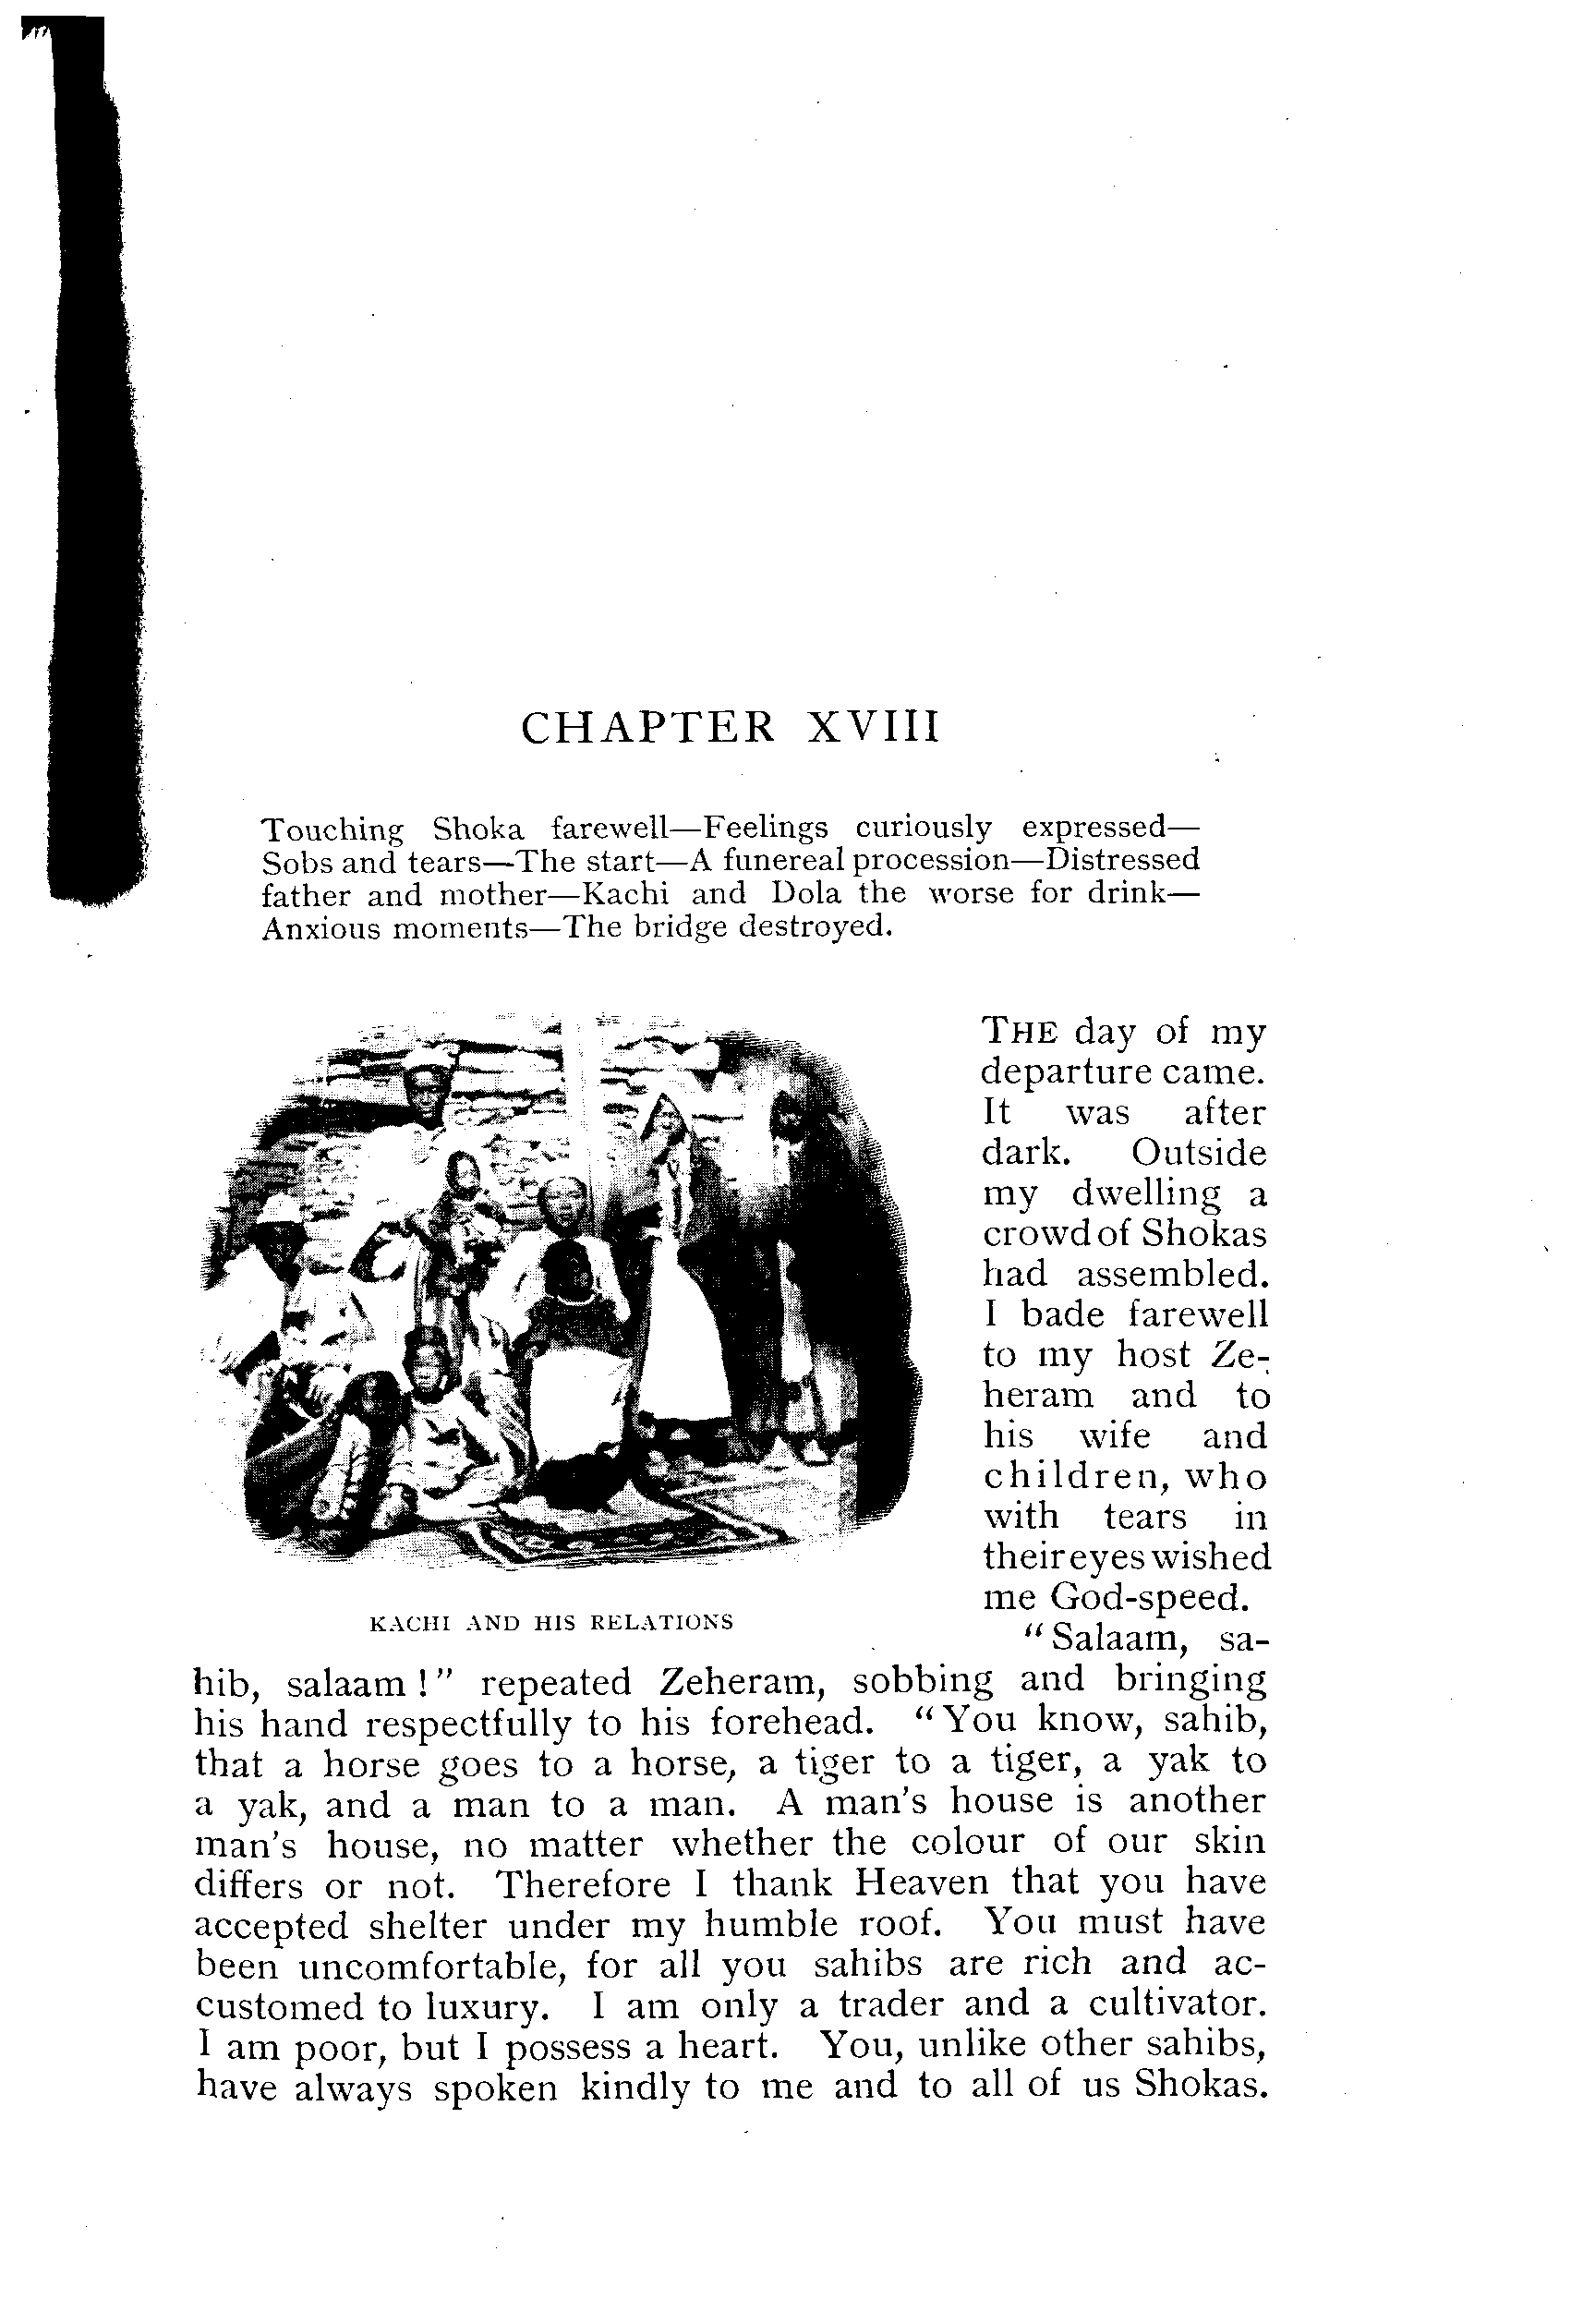 CHAPTER XVIII
Touching Shoka farewell—Feelings curiously expressed—
Sobs and tears—The start—A funereal procession—Distressed
father and mother—Kachi and Dola the worse for drink—
Anxious moments—The bridge destroyed.
KACHI AND HIS RELATIONS
THE day of my
departure came.
It was after
dark. Outside
my dwelling a
crowd of Shokas
had assembled.
I bade farewell
to my host Ze-
heram and to
his wife and
children, who
with tears in
their eyes wished
me God-speed.
“Salaam, sa-
hib, salaam!” repeated Zeheram, sobbing and bringing
his hand respectfully to his forehead. “You know, sahib,
that a horse goes to a horse, a tiger to a tiger, a yak to
a yak, and a man to a man. A man's house is another
man's house, no matter whether the colour of our skin
differs or not. Therefore I thank Heaven that you have
accepted shelter under my humble roof. You must have
been uncomfortable, for all you sahibs are rich and ac-
customed to luxury. I am only a trader and a cultivator.
I am poor, but I possess a heart. You, unlike other sahibs,
have always spoken kindly to me and to all of us Shokas.